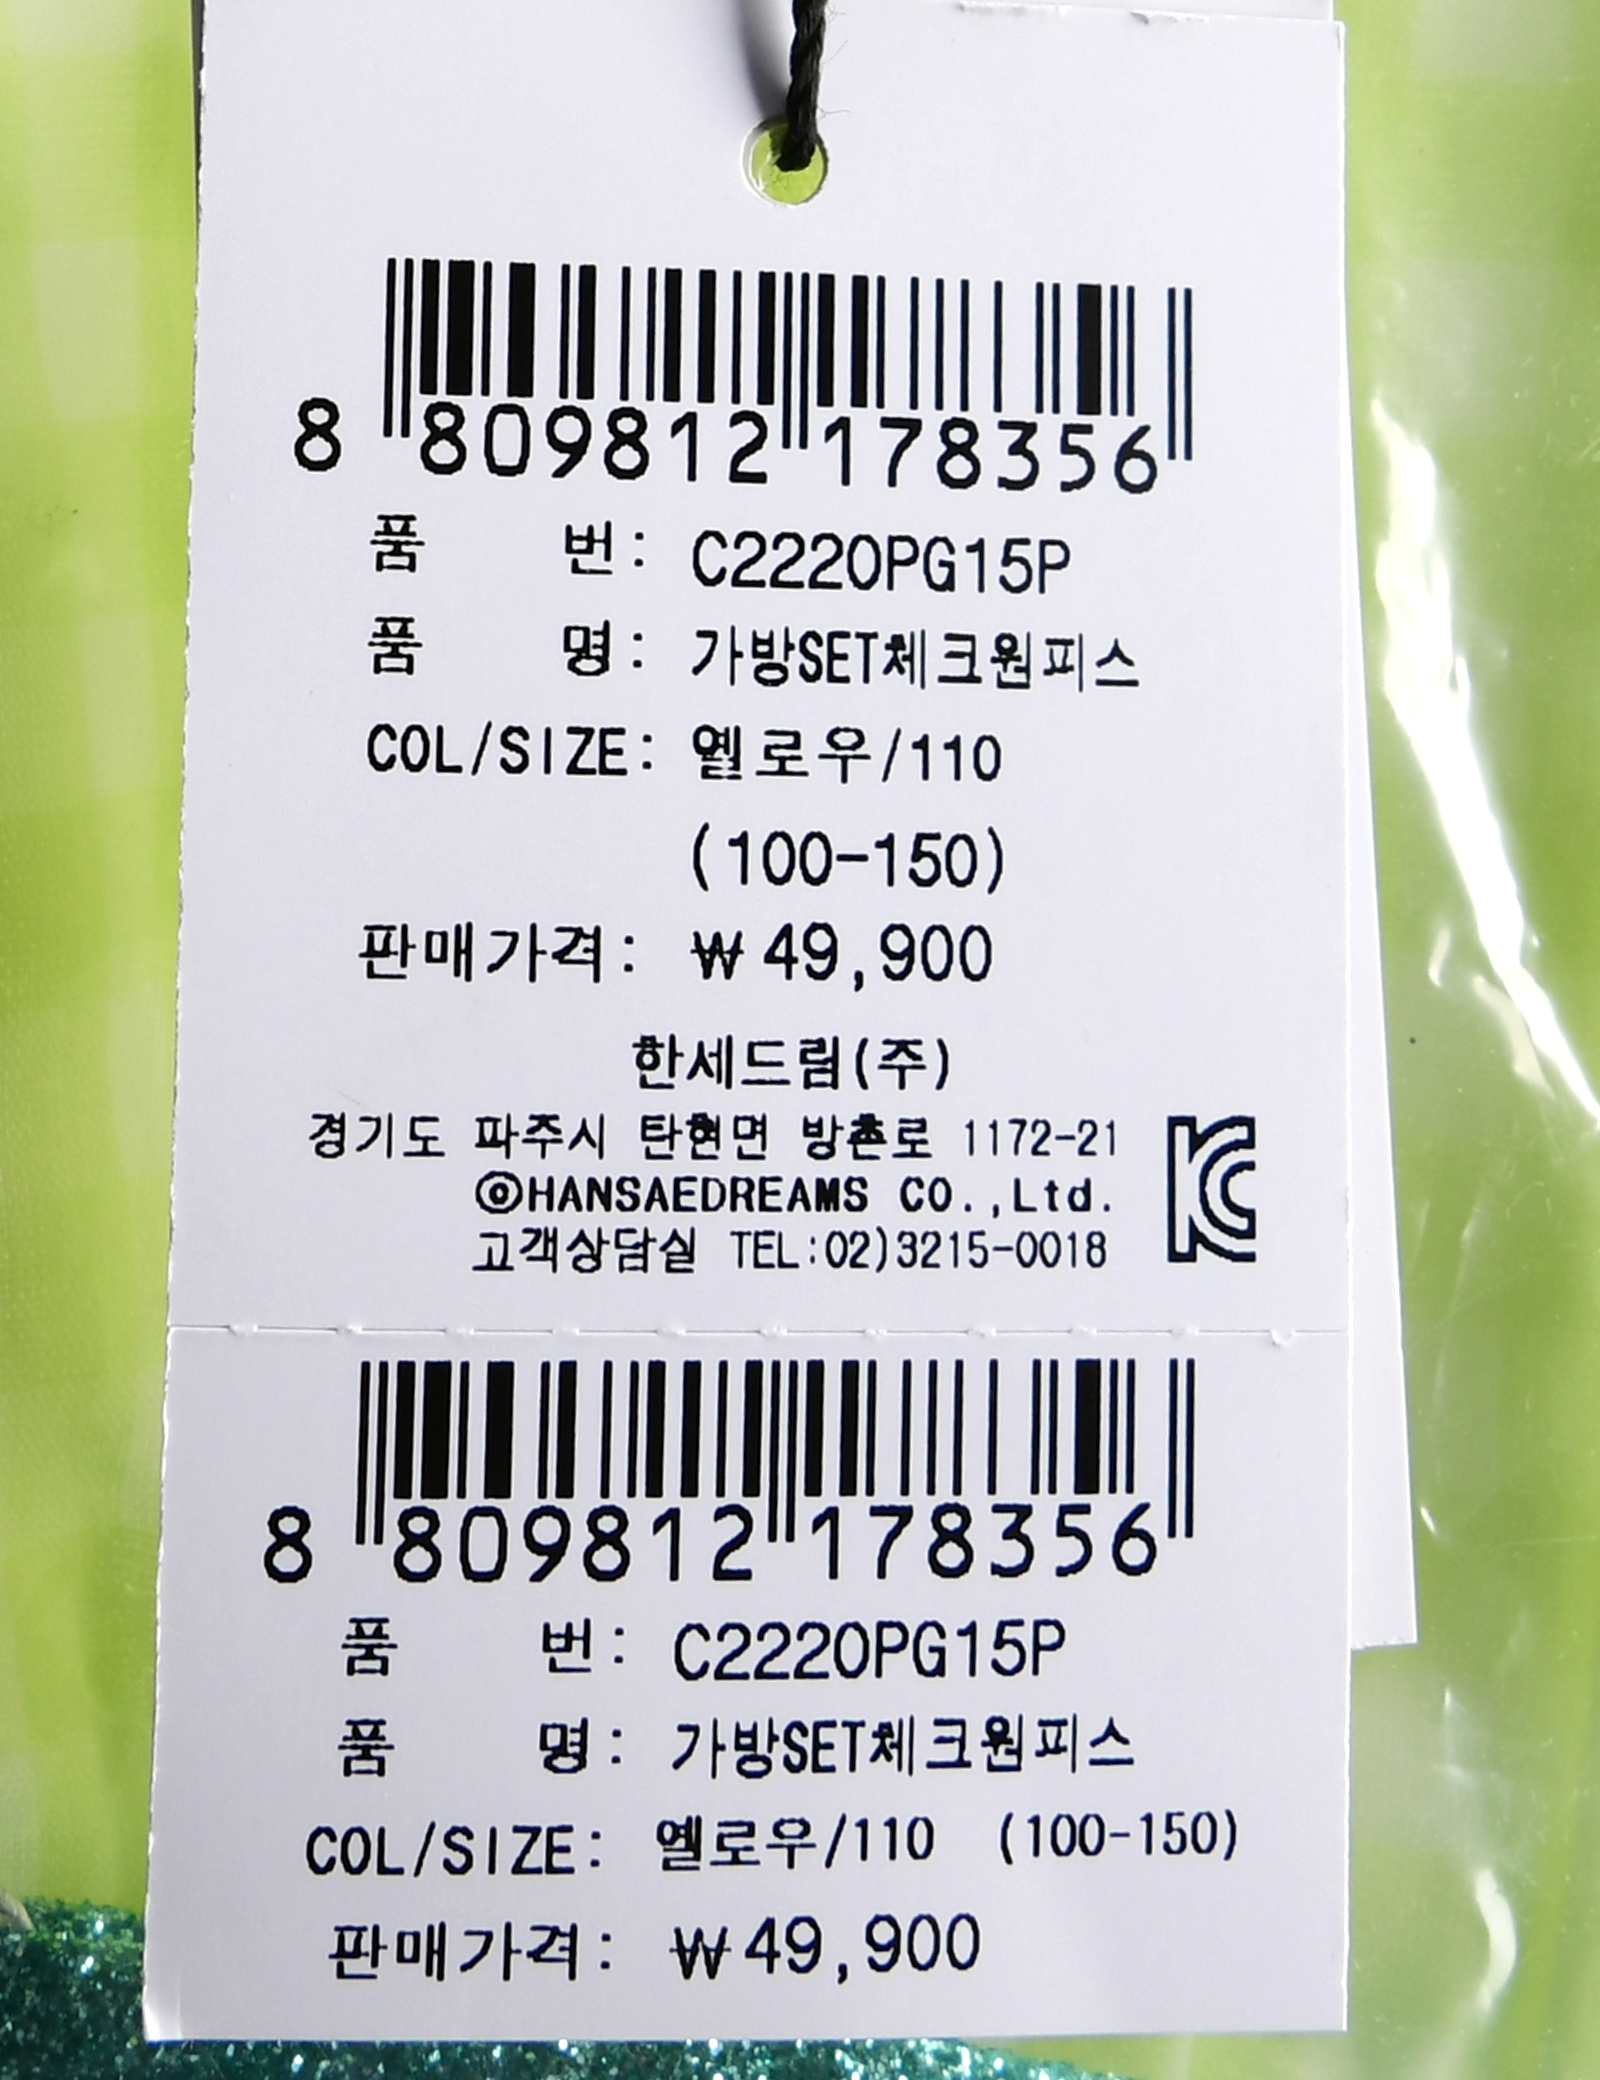 8 809812 178356
품 번: C2220PG15P
품 명: 가방SET체크원피스
COL/SIZE: 옐로우/110
(100-150)
판매가격: ₩49,900
한세드림(주)
경기도 파주시 탄현면 방촌로 1172-21
ⓒHANSAEDREAMS CO.,Ltd.
고객상담실 TEL:02)3215-0018
8 809812 178356
품 번: C2220PG15P
품 명: 가방SET체크원피스
COL/SIZE: 옐로우/110 (100-150)
판매가격: ₩49,900